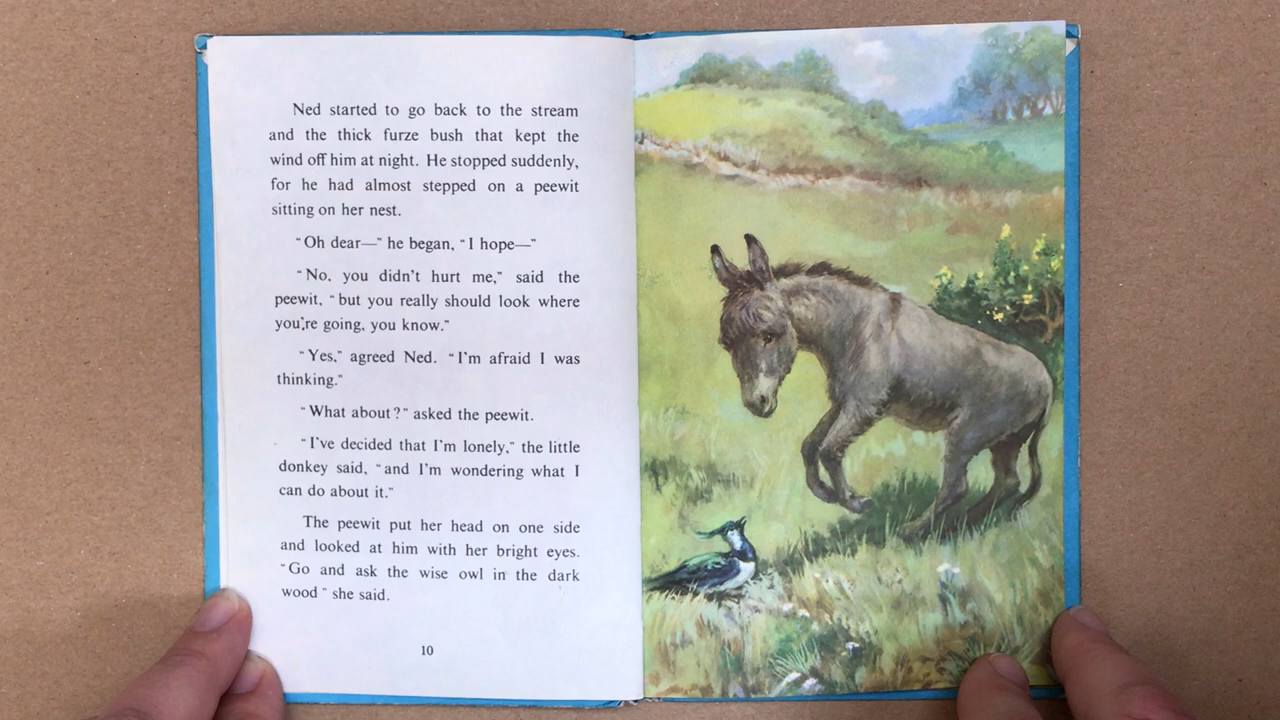 Ned started to go back to the stream
and the thick furze bush that kept the
wind off him at night. He stopped suddenly,
for he had almost stepped on a peewit
sitting on her nest.
“Oh dear—” he began, “I hope—”
“No, you didn't hurt me,” said the
peewit, “but you really should look where
you're going, you know.”
“Yes,” agreed Ned. “I'm afraid I was
thinking.”
“What about?” asked the peewit.
“I've decided that I'm lonely,” the little
donkey said, “and I'm wondering what I
can do about it.”
The peewit put her head on one side
and looked at him with her bright eyes.
“Go and ask the wise owl in the dark
wood” she said.
10